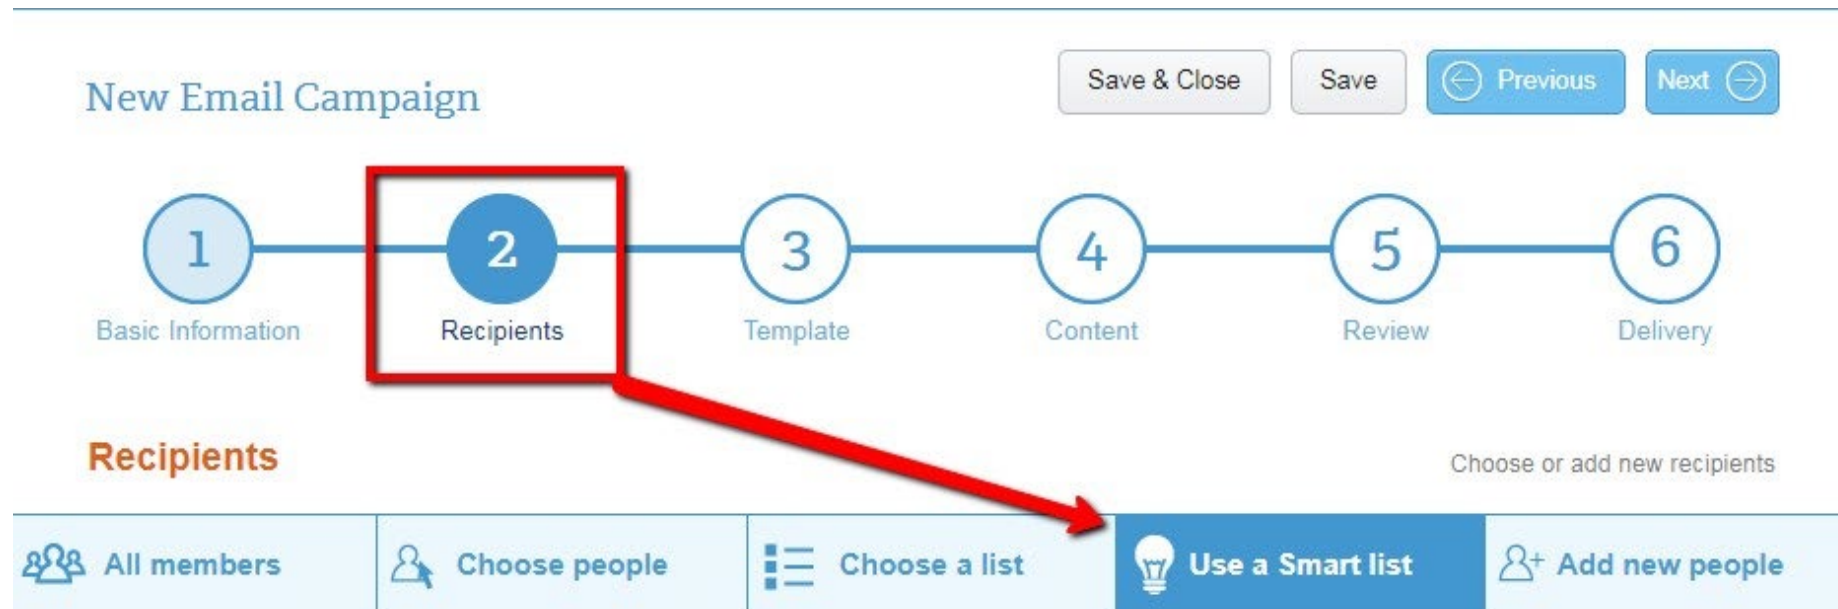 New Email Campaign
Save & Close
Save
Previous
Next
1
2
3
4
5
6
Basic Information
Recipients
Template
Content
Review
Delivery
Recipients
Choose or add new recipients
All members
Choose people
Choose a list
Use a Smart list
Add new people